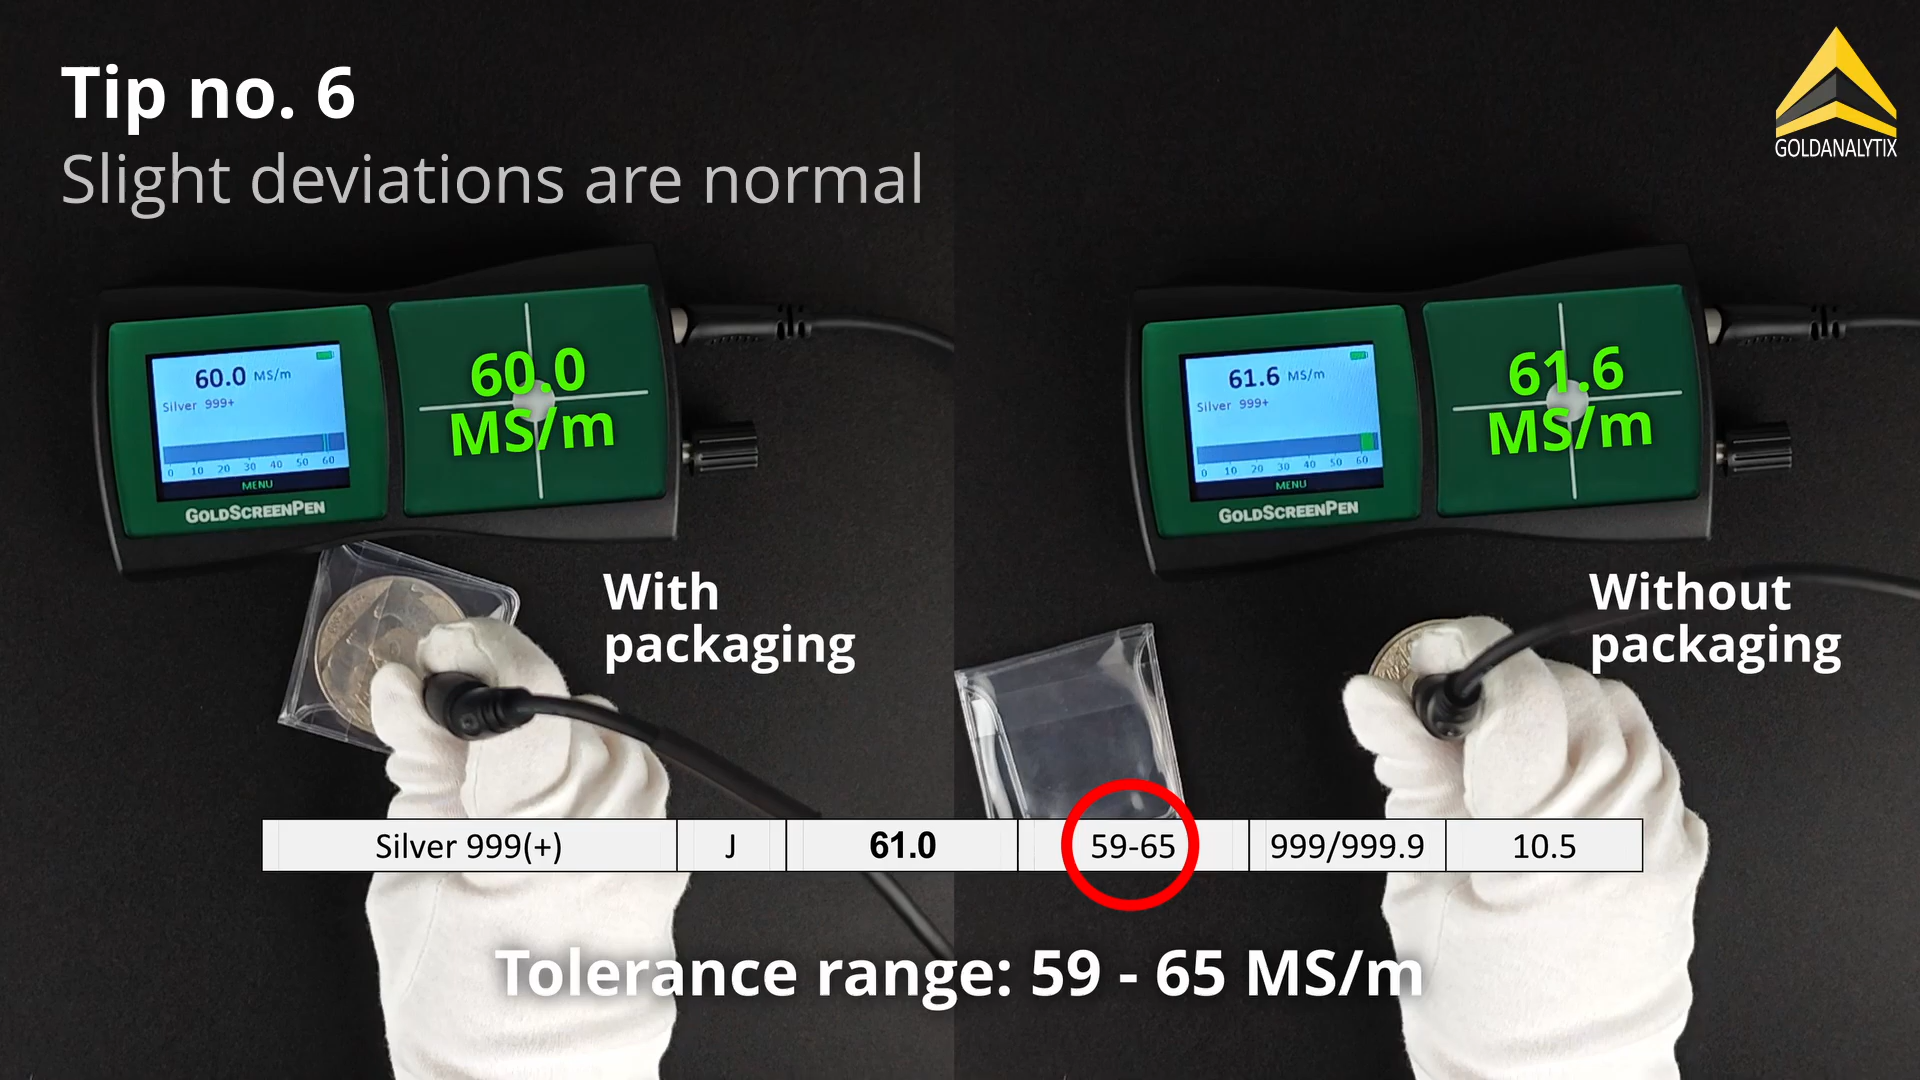 Tip no. 6
Slight deviations are normal
GOLDANALYTIX
60.0 MS/m
Silver 999+
0 10 20 30 40 50 60
MENU
GOLDSCREENPEN
60.0
MS/m
61.6 MS/m
Silver 999+
0 10 20 30 40 50 60
MENU
GOLDSCREENPEN
61.6
MS/m
With
packaging
Without
packaging
Silver 999(+) J 61.0 59-65 999/999.9 10.5
Tolerance range: 59 - 65 MS/m